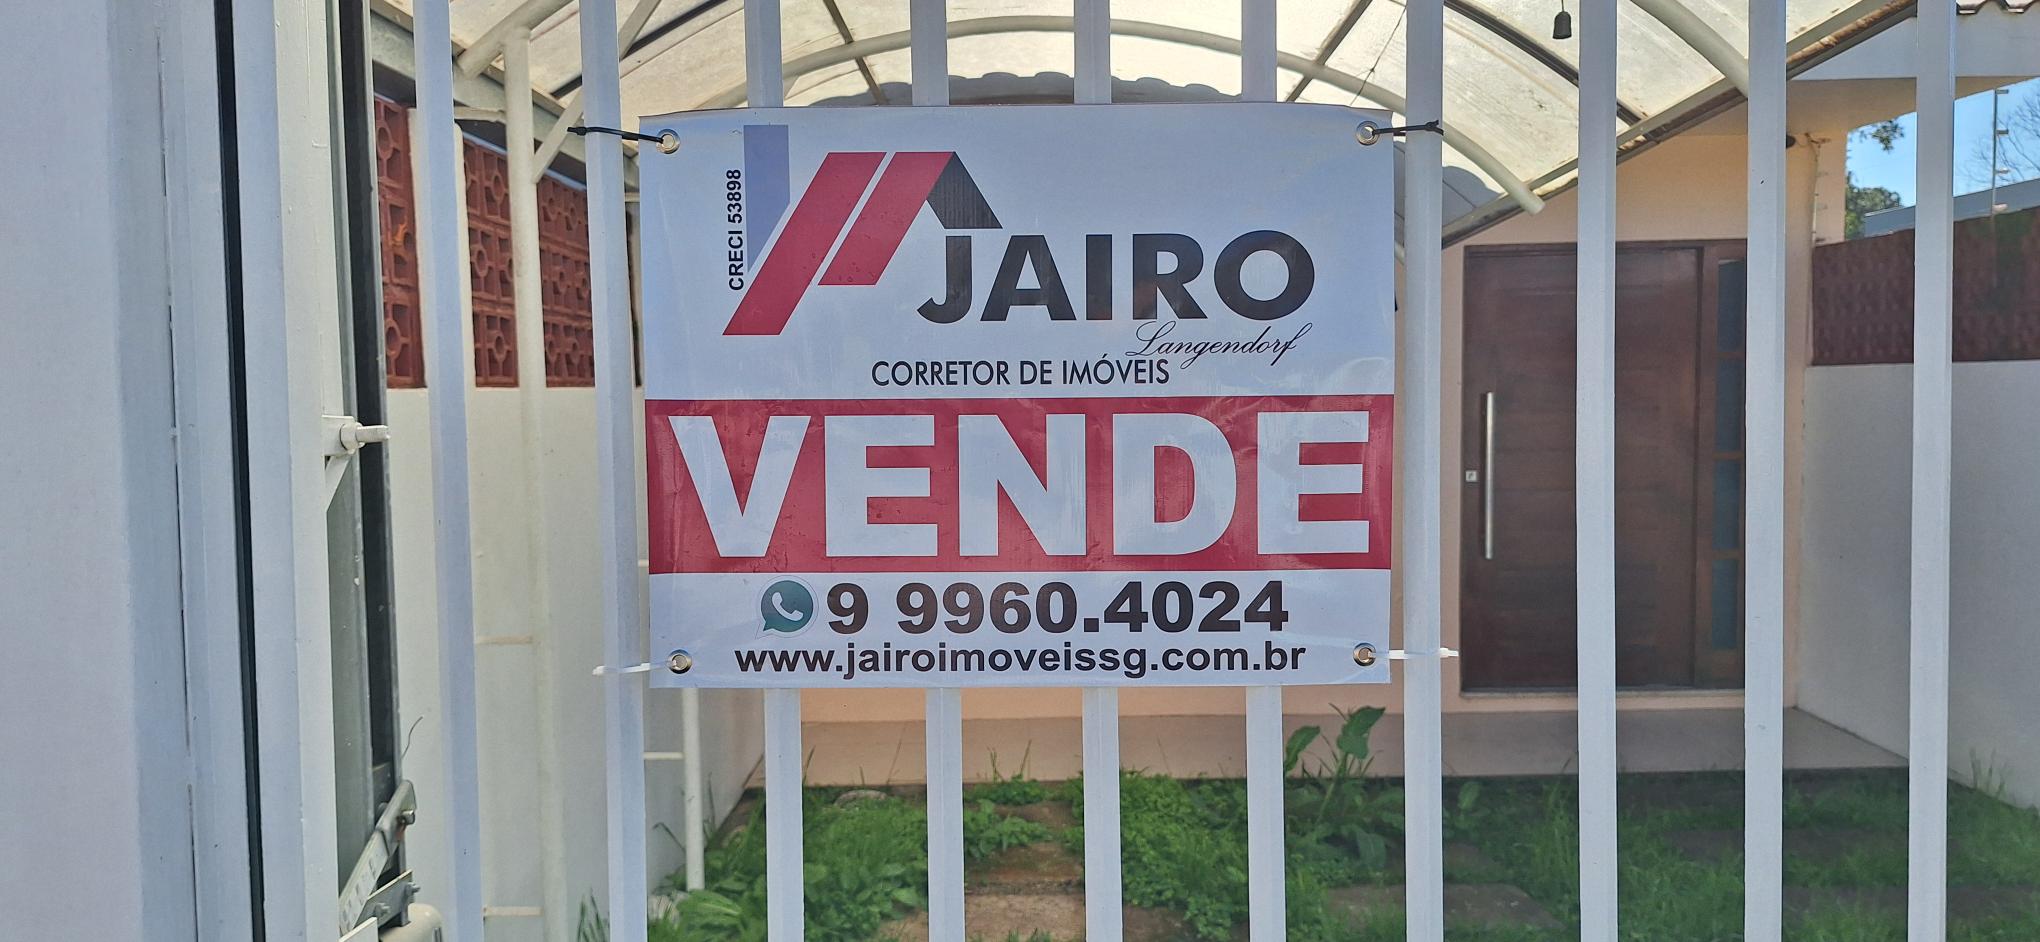 CRECI 53898
JAIRO
Langendorf
CORRETOR DE IMÓVEIS
VENDE
9 9960.4024
www.jairoimoveissg.com.br